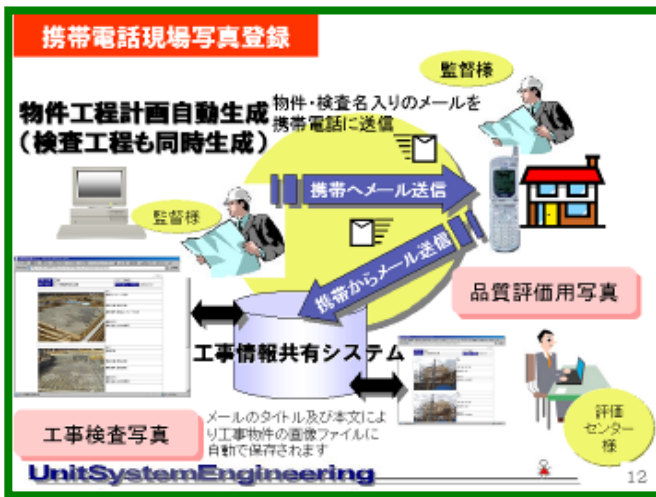 携帯電話現場写真登録
監督様
物件工程計画自動生成
（検査工程も同時生成）
物件・検査名入りのメールを
携帯電話に送信
携帯へメール送信
監督様
携帯からメール送信
品質評価用写真
工事情報共有システム
工事検査写真
メールのタイトル及び本文によ
り工事物件の画像ファイルに
自動で保存されます
評価
センター
様
UnitSystemEngineering
12